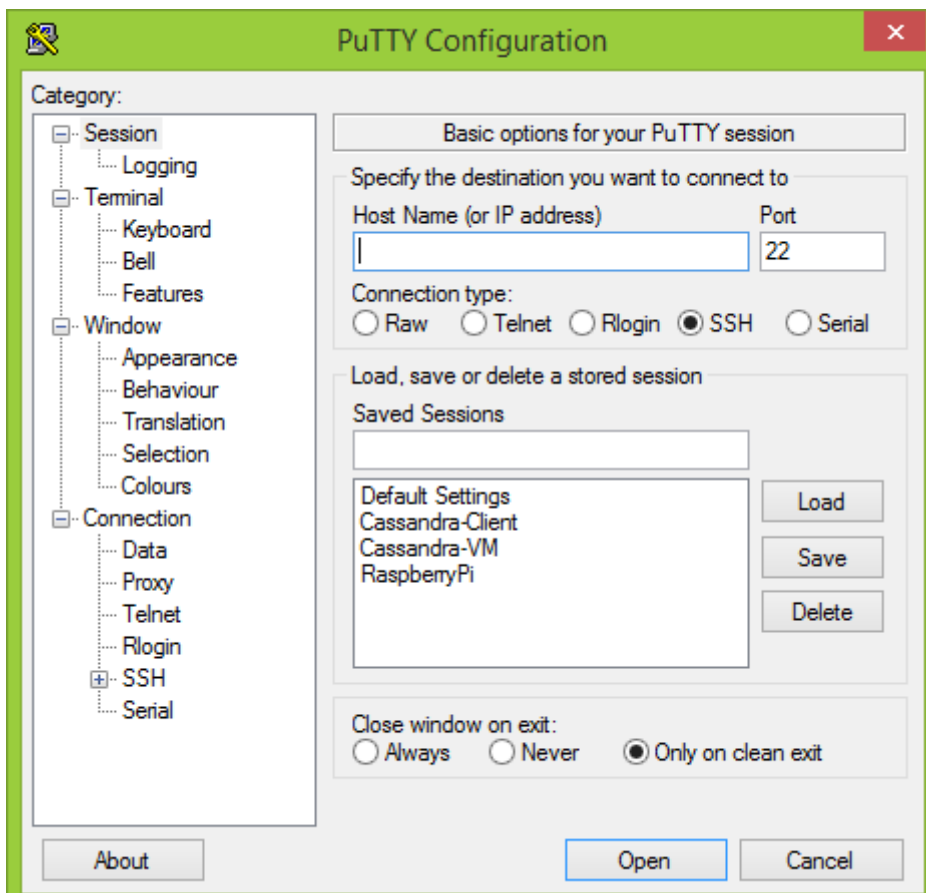 PuTTY Configuration
Category:
Session
Logging
Terminal
Keyboard
Bell
Features
Window
Appearance
Behaviour
Translation
Selection
Colours
Connection
Data
Proxy
Telnet
Rlogin
SSH
Serial
Basic options for your PuTTY session
Specify the destination you want to connect to
Host Name (or IP address) Port
22
Connection type:
Raw Telnet Rlogin SSH Serial
Load, save or delete a stored session
Saved Sessions
Default Settings
Cassandra-Client
Cassandra-VM
RaspberryPi
Load
Save
Delete
Close window on exit:
Always Never Only on clean exit
About Open Cancel